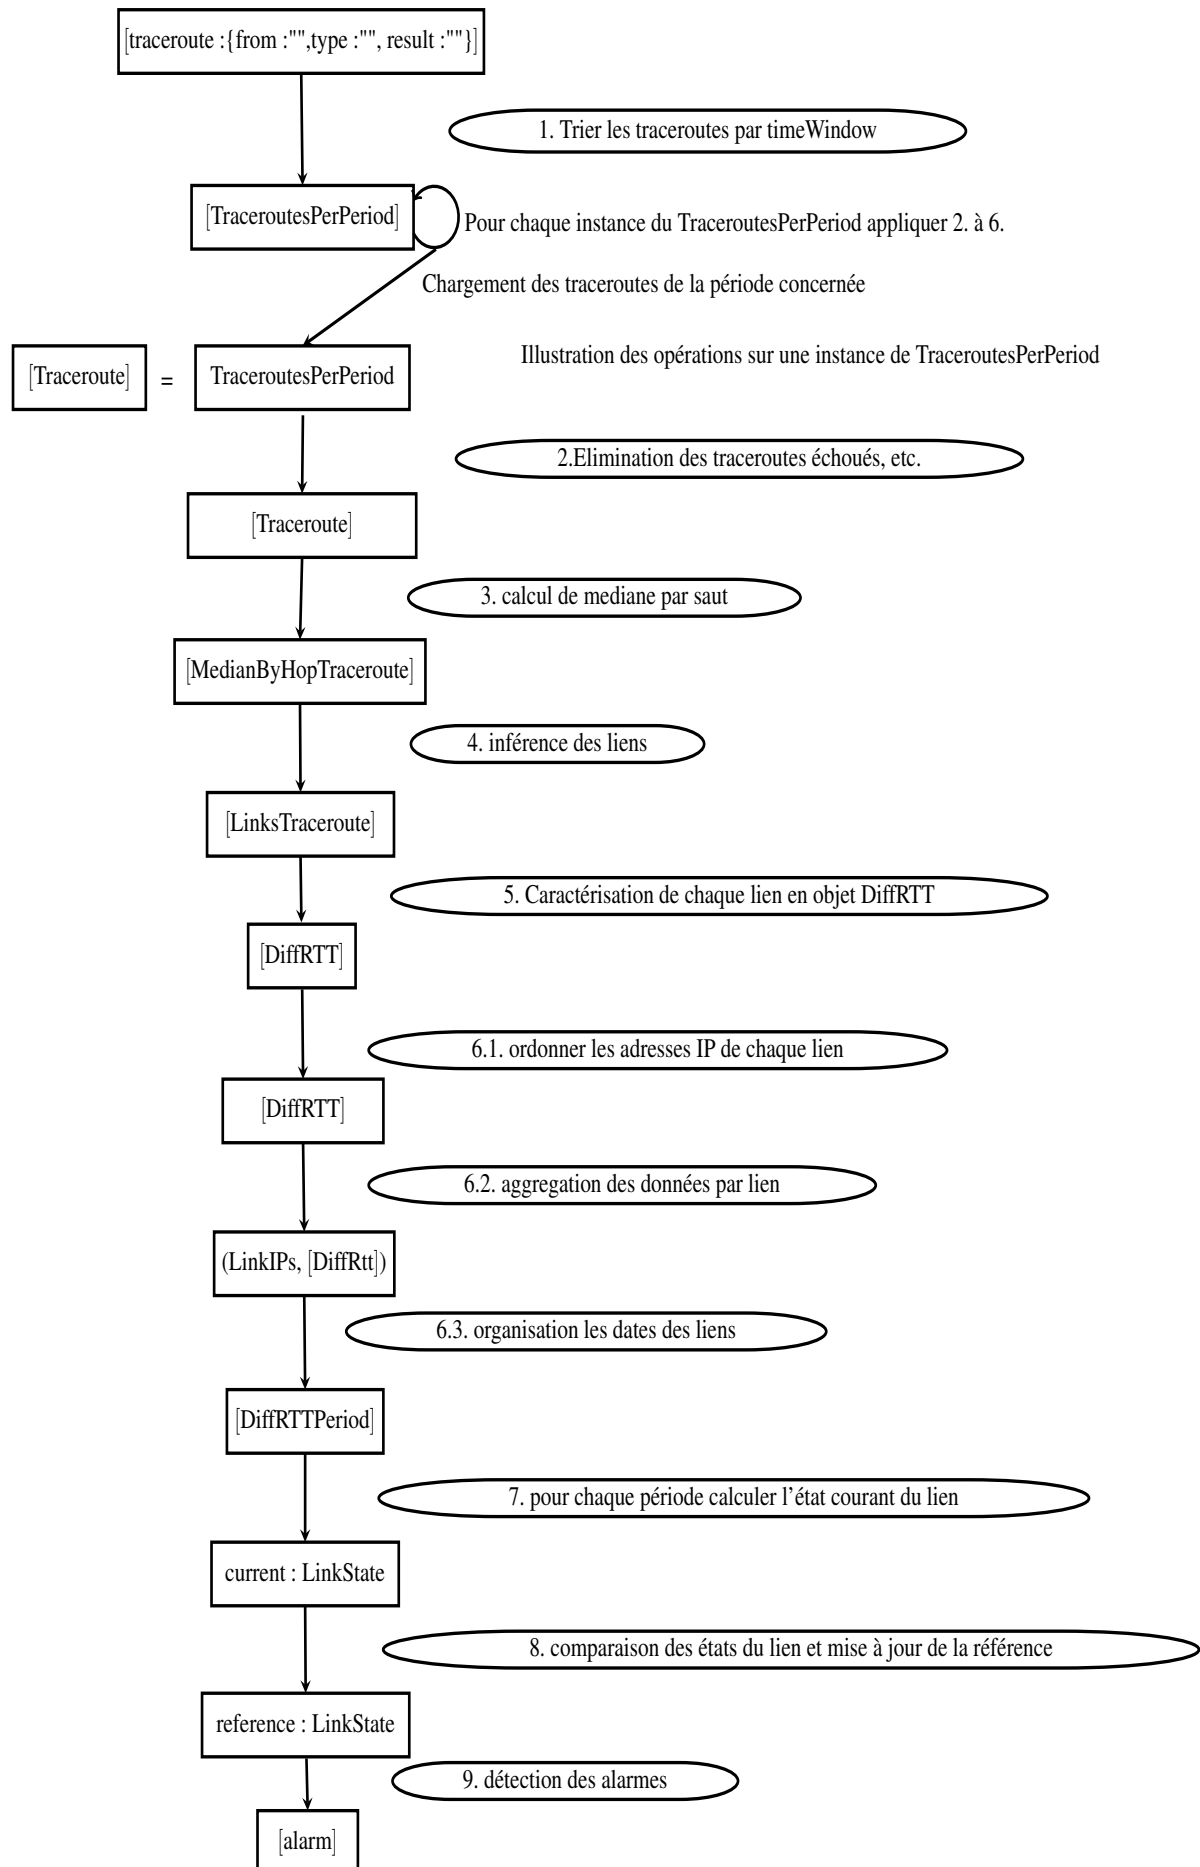 [traceroute :{from :"",type :"", result :""}]
1. Trier les traceroutes par timeWindow
[TraceroutesPerPeriod]
Pour chaque instance du TraceroutesPerPeriod appliquer 2. à 6.
Chargement des traceroutes de la période concernée
Illustration des opérations sur une instance de TraceroutesPerPeriod
[Traceroute] = TraceroutesPerPeriod
2.Elimination des traceroutes échoués, etc.
[Traceroute]
3. calcul de mediane par saut
[MedianByHopTraceroute]
4. inférence des liens
[LinksTraceroute]
5. Caractérisation de chaque lien en objet DiffRTT
[DiffRTT]
6.1. ordonner les adresses IP de chaque lien
[DiffRTT]
6.2. aggregation des données par lien
(LinkIPs, [DiffRtt])
6.3. organisation les dates des liens
[DiffRTTPeriod]
7. pour chaque période calculer l'état courant du lien
current : LinkState
8. comparaison des états du lien et mise à jour de la référence
reference : LinkState
9. détection des alarmes
[alarm]